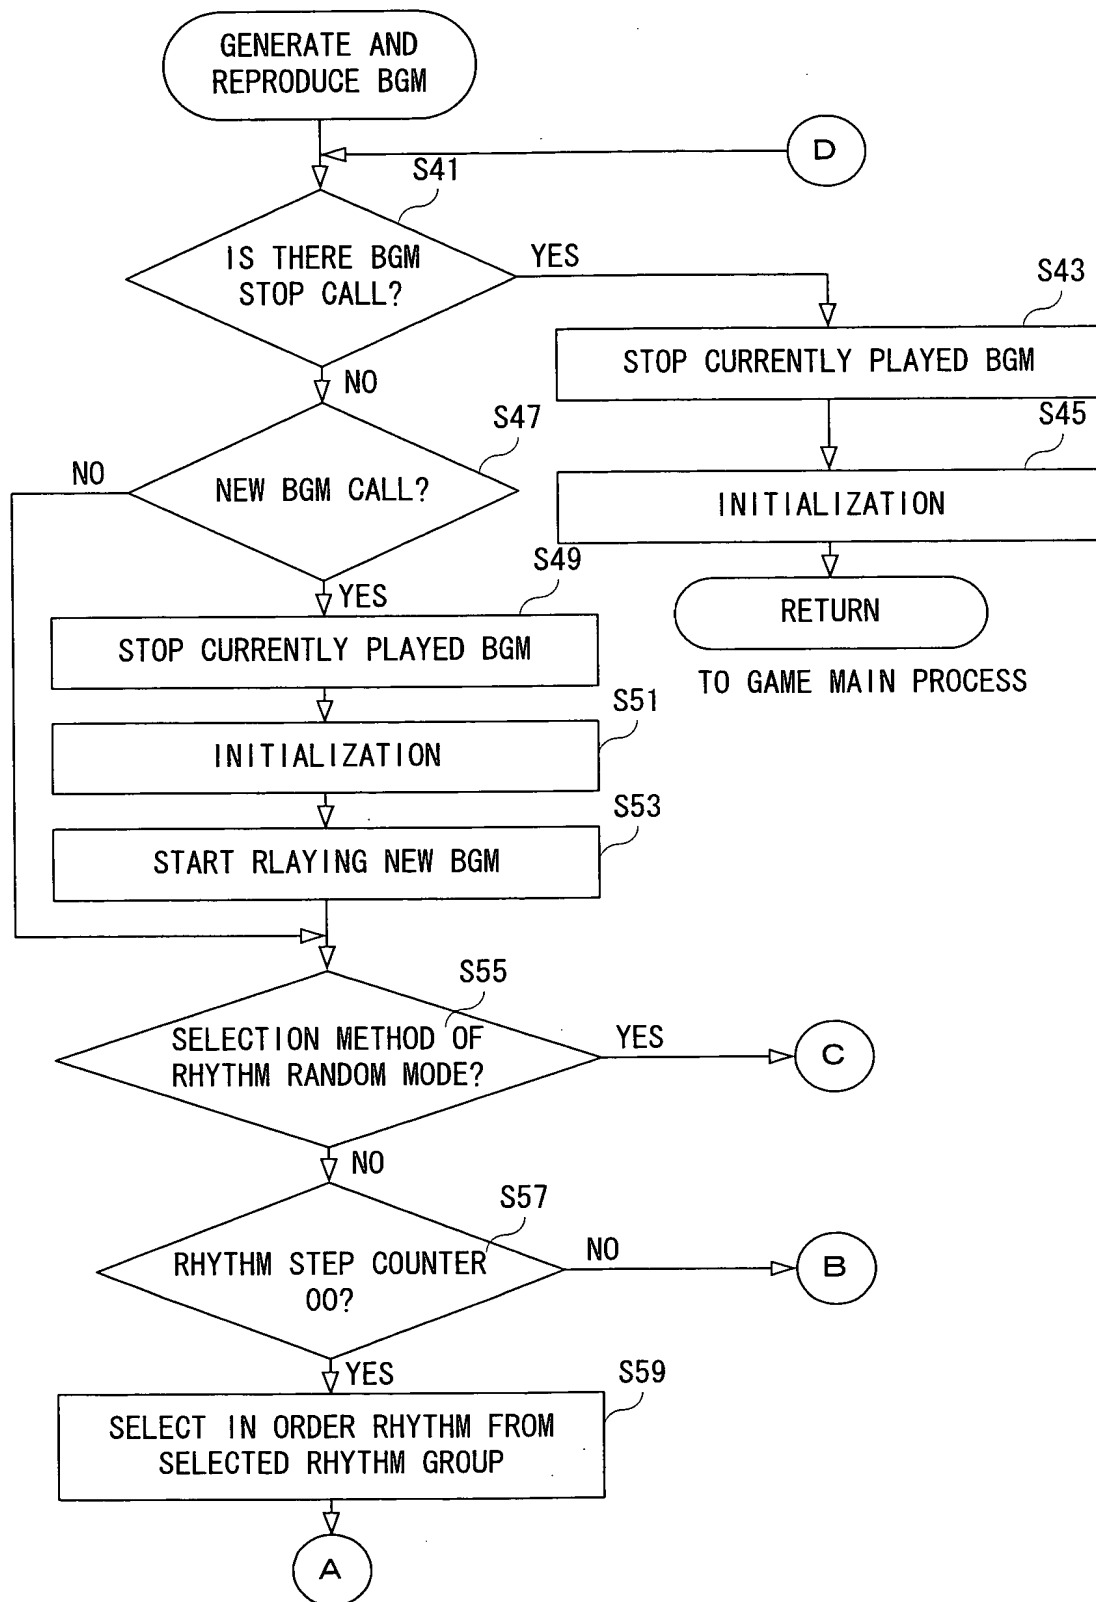 GENERATE AND
REPRODUCE BGM
D
S41
IS THERE BGM
STOP CALL?
YES
S43
STOP CURRENTLY PLAYED BGM
NO
S47
S45
NO
NEW BGM CALL?
INITIALIZATION
S49
YES
RETURN
STOP CURRENTLY PLAYED BGM
TO GAME MAIN PROCESS
S51
INITIALIZATION
S53
START RLAYING NEW BGM
S55
SELECTION METHOD OF
RHYTHM RANDOM MODE?
YES
C
NO
S57
RHYTHM STEP COUNTER
00?
NO
B
YES
S59
SELECT IN ORDER RHYTHM FROM
SELECTED RHYTHM GROUP
A